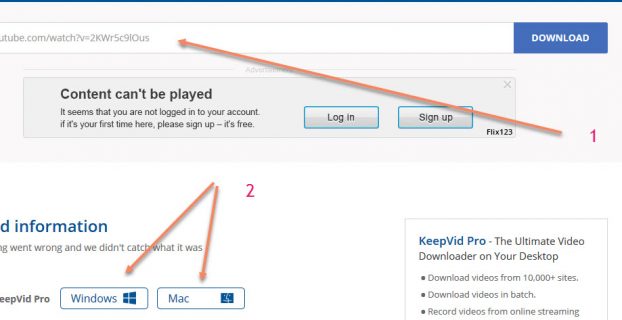 utube.com/watch?v=2KWr5c9lOus
DOWNLOAD
Advertisement
Content can't be played
It seems that you are not logged in to your account.
if it's your first time here, please sign up – it's free.
Log in
Sign up
Flix123
1
2
d information
ng went wrong and we didn't catch what it was
eepVid Pro
Windows
Mac
KeepVid Pro - The Ultimate Video
Downloader on Your Desktop
• Download videos from 10,000+ sites.
• Download videos in batch.
• Record videos from online streaming